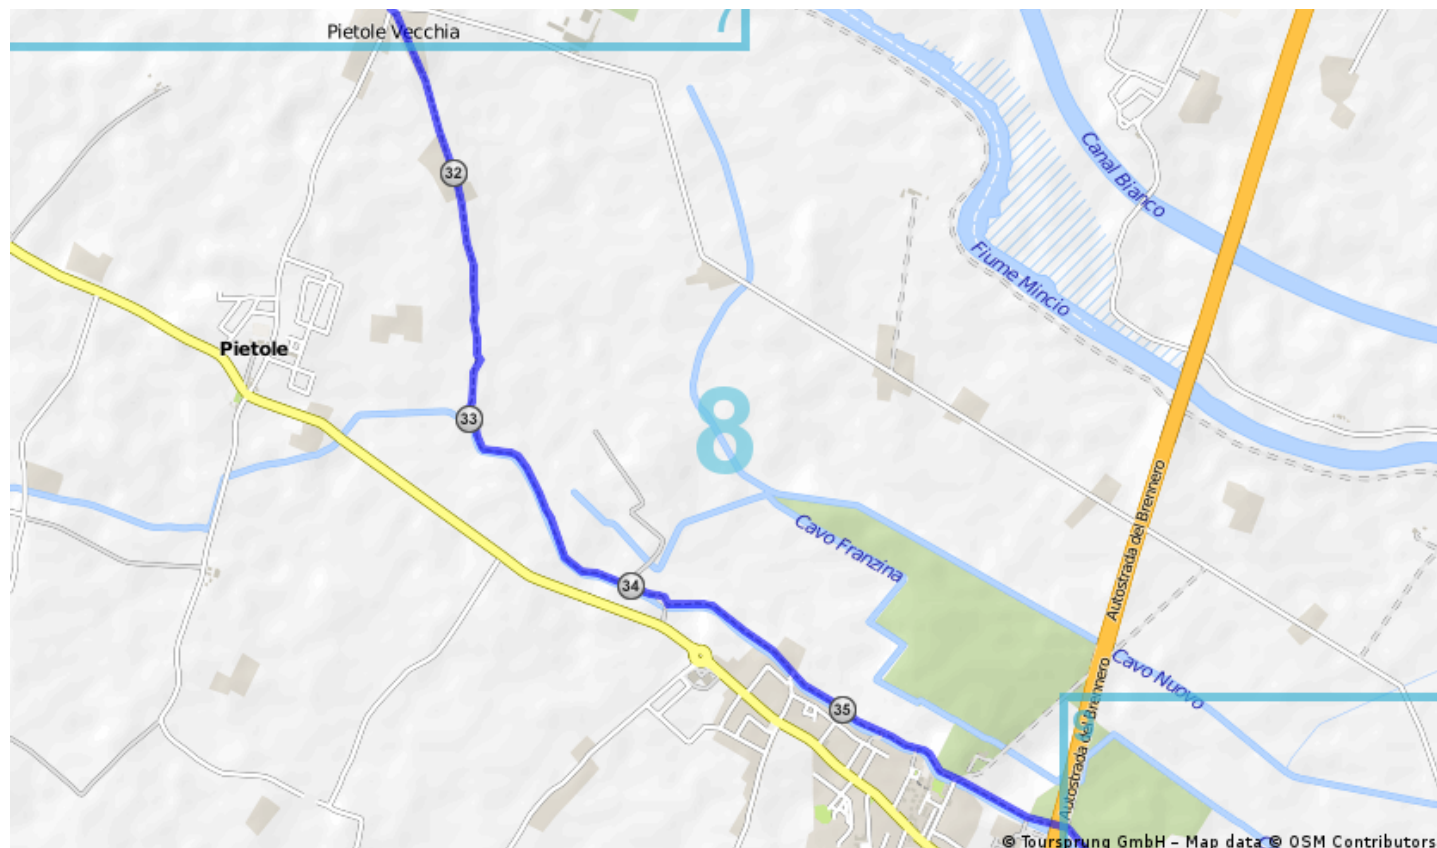 Pietole Vecchia
7
32
Canal Bianco
Fiume Mincio
Pietole
33
8
Autostrada del Brennero
Cavo Franzina
34
Cavo Nuovo
Autostrada del Brennero
35
© Toursprung GmbH – Map data © OSM Contributors